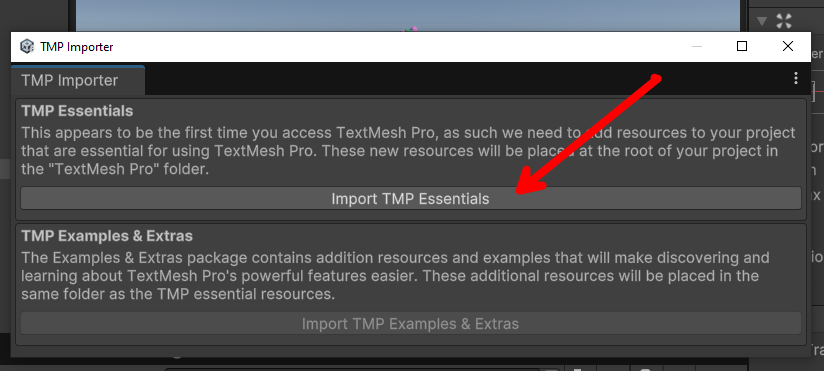 TMP Importer
TMP Importer
TMP Essentials
This appears to be the first time you access TextMesh Pro, as such we need to add resources to your project
that are essential for using TextMesh Pro. These new resources will be placed at the root of your project in
the "TextMesh Pro" folder.
Import TMP Essentials
TMP Examples & Extras
The Examples & Extras package contains addition resources and examples that will make discovering and
learning about TextMesh Pro's powerful features easier. These additional resources will be placed in the
same folder as the TMP essential resources.
Import TMP Examples & Extras